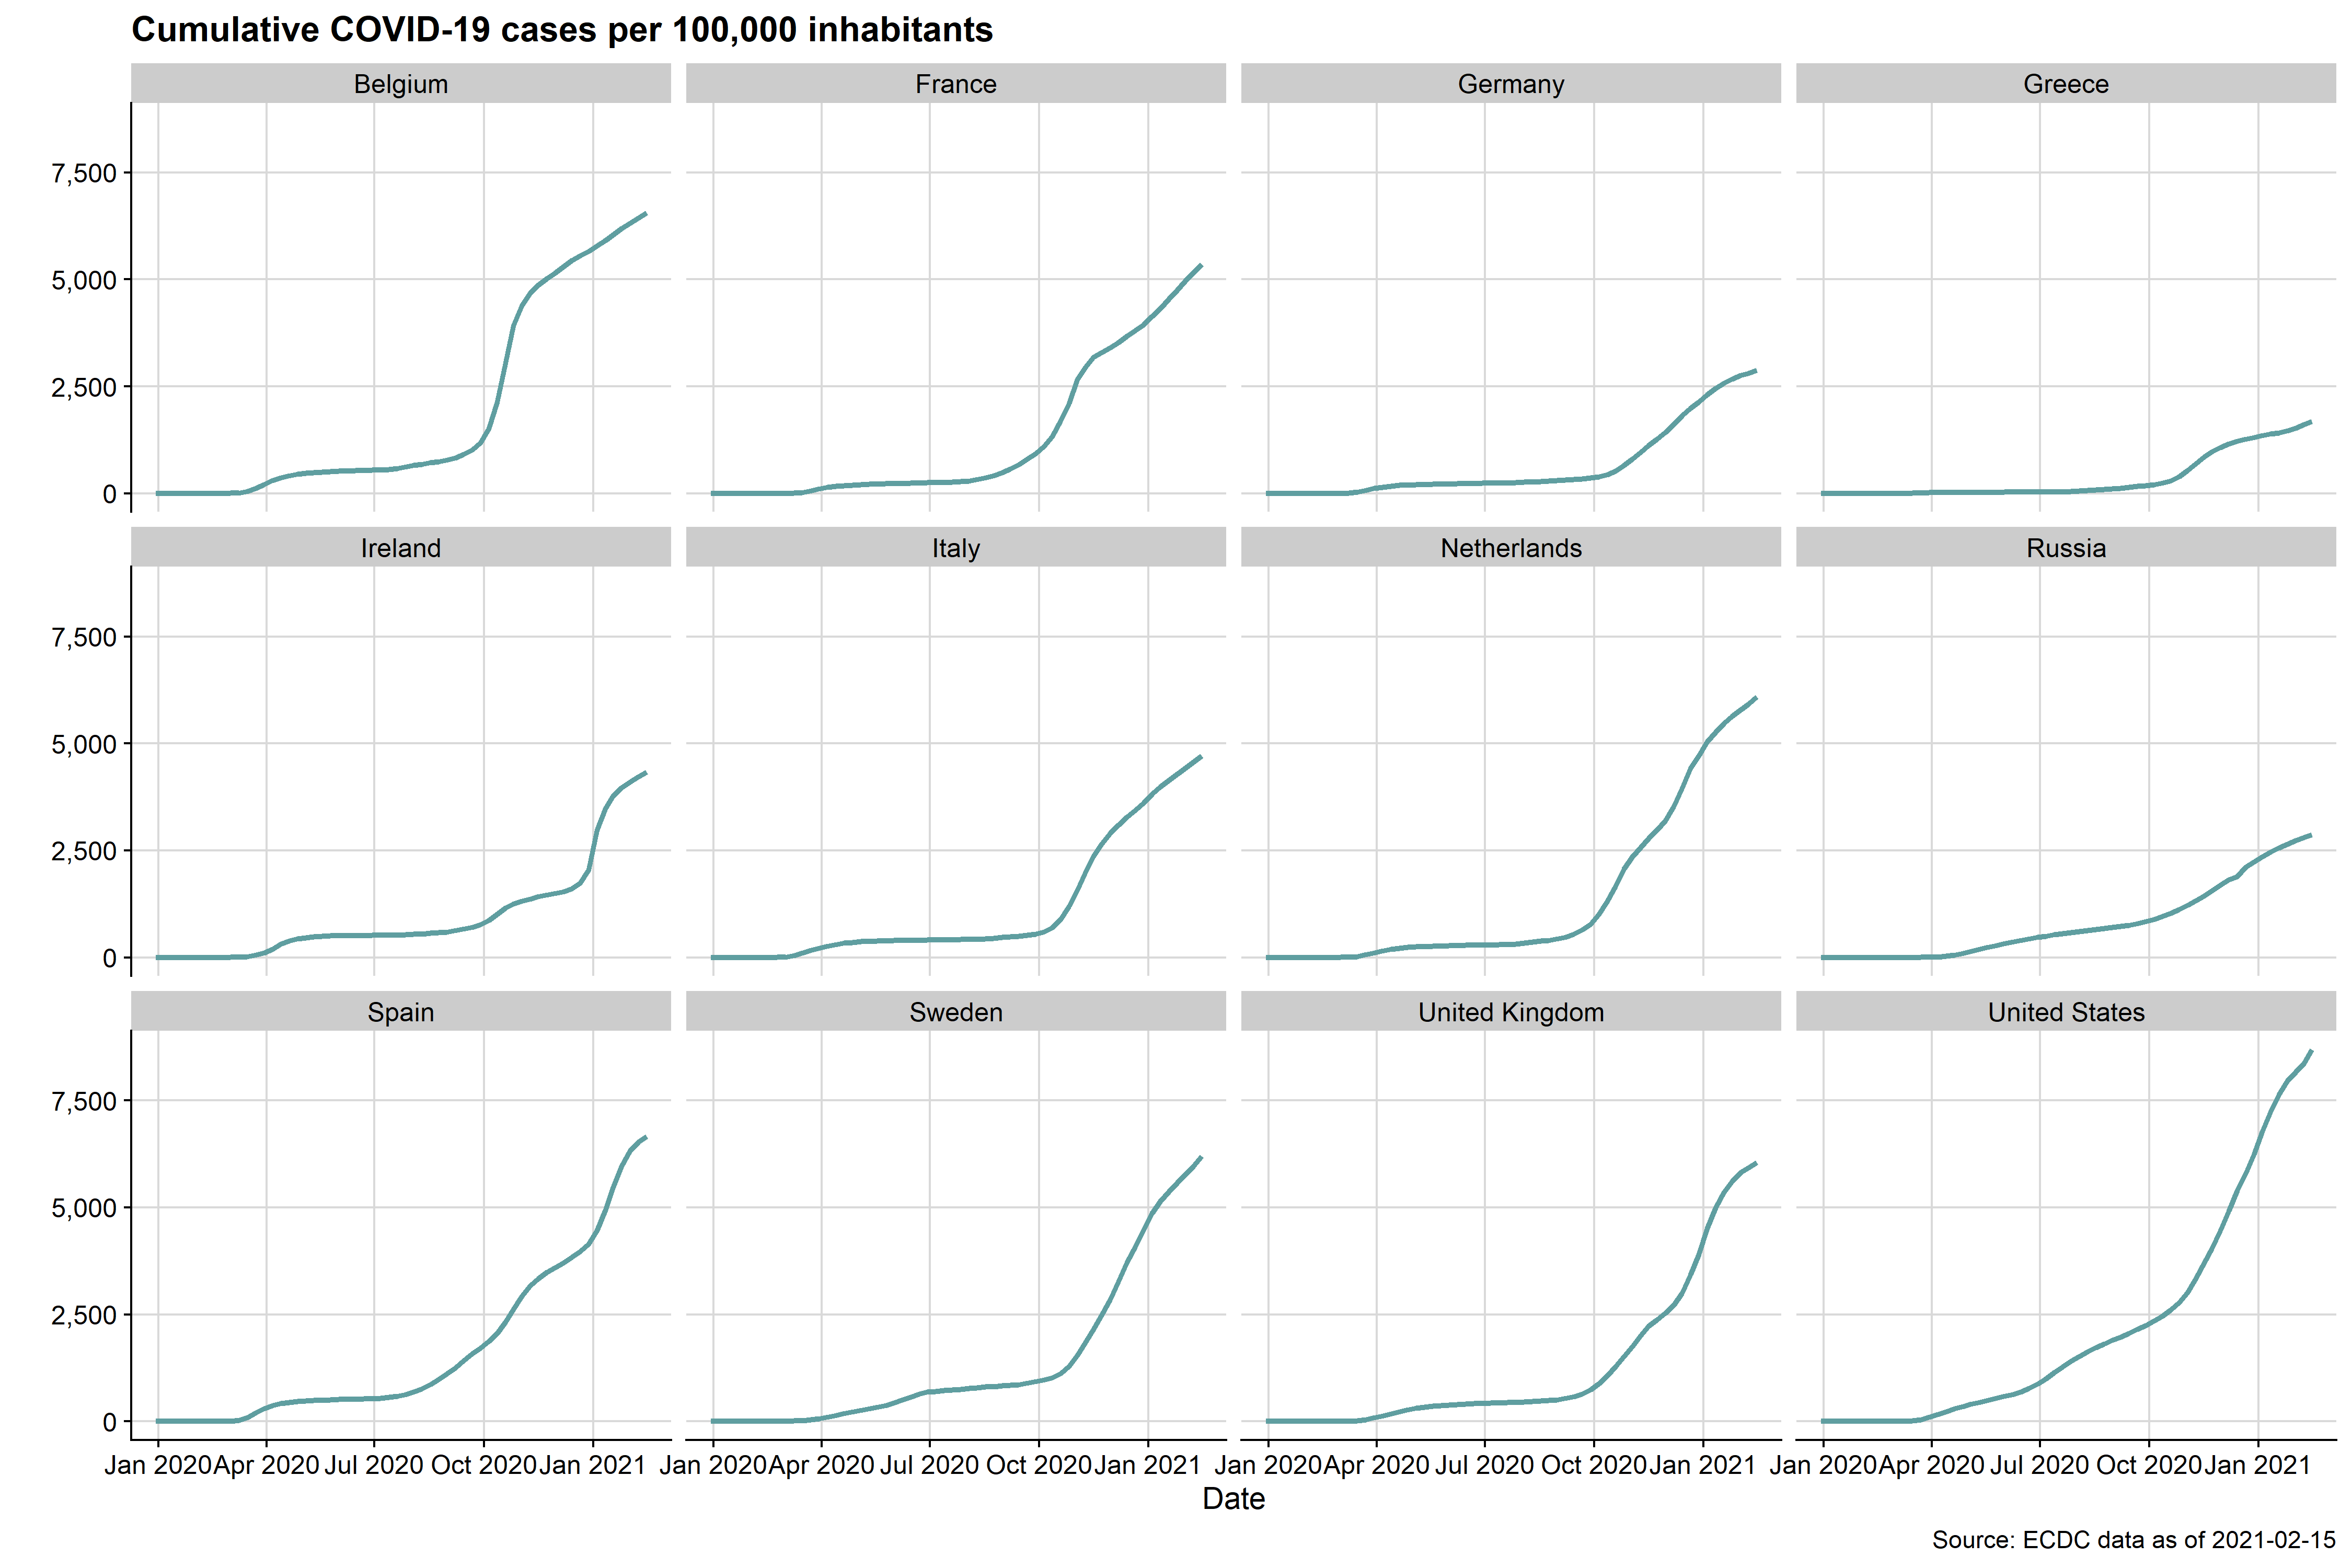 Cumulative COVID-19 cases per 100,000 inhabitants
Belgium
France
Germany
Greece
7,500
5,000
2,500
0
Ireland
Italy
Netherlands
Russia
7,500
5,000
2,500
0
Spain
Sweden
United Kingdom
United States
7,500
5,000
2,500
0
Jan 2020 Apr 2020 Jul 2020 Oct 2020 Jan 2021
Jan 2020 Apr 2020 Jul 2020 Oct 2020 Jan 2021
Jan 2020 Apr 2020 Jul 2020 Oct 2020 Jan 2021
Jan 2020 Apr 2020 Jul 2020 Oct 2020 Jan 2021
Date
Source: ECDC data as of 2021-02-15